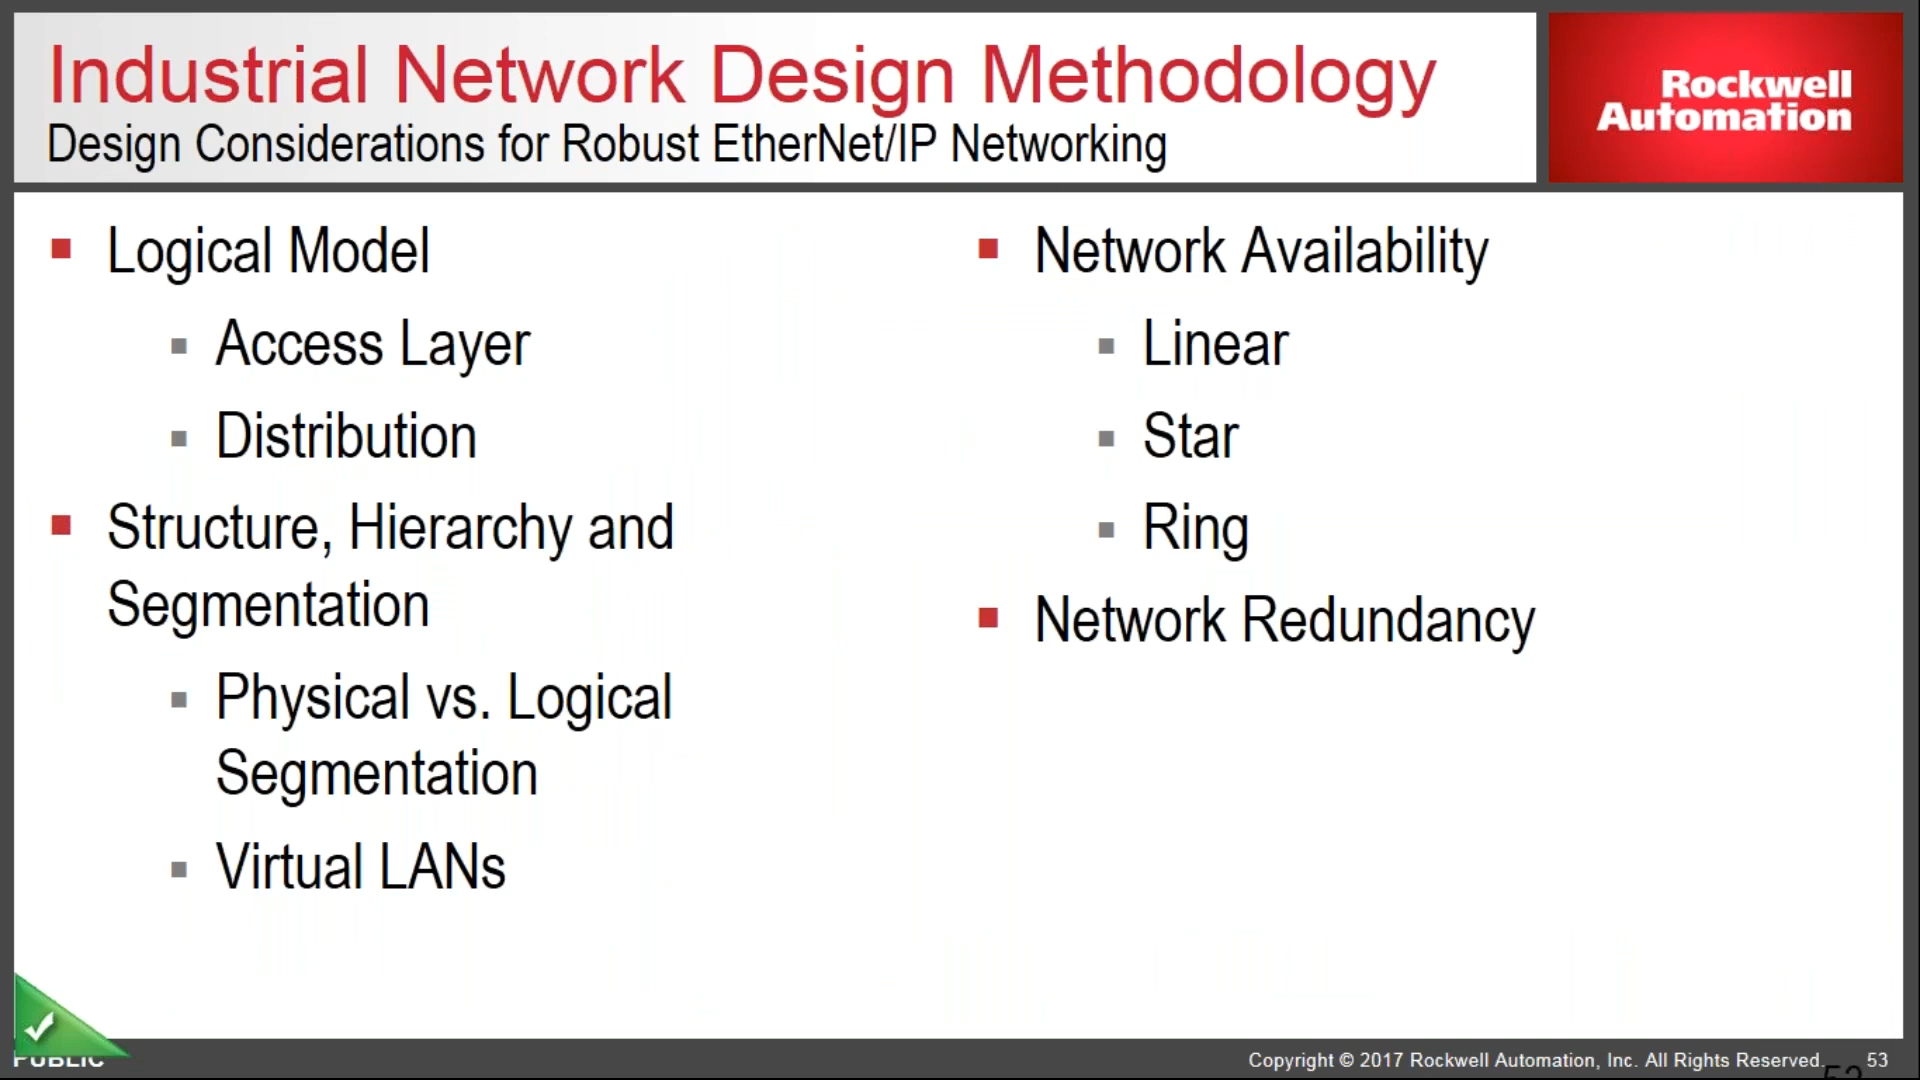 Industrial Network Design Methodology
Design Considerations for Robust EtherNet/IP Networking
Rockwell
Automation
Logical Model
Access Layer
Distribution
Structure, Hierarchy and
Segmentation
Physical vs. Logical
Segmentation
Virtual LANs
Network Availability
Linear
Star
Ring
Network Redundancy
PUBLIC
Copyright © 2017 Rockwell Automation, Inc. All Rights Reserved.
53